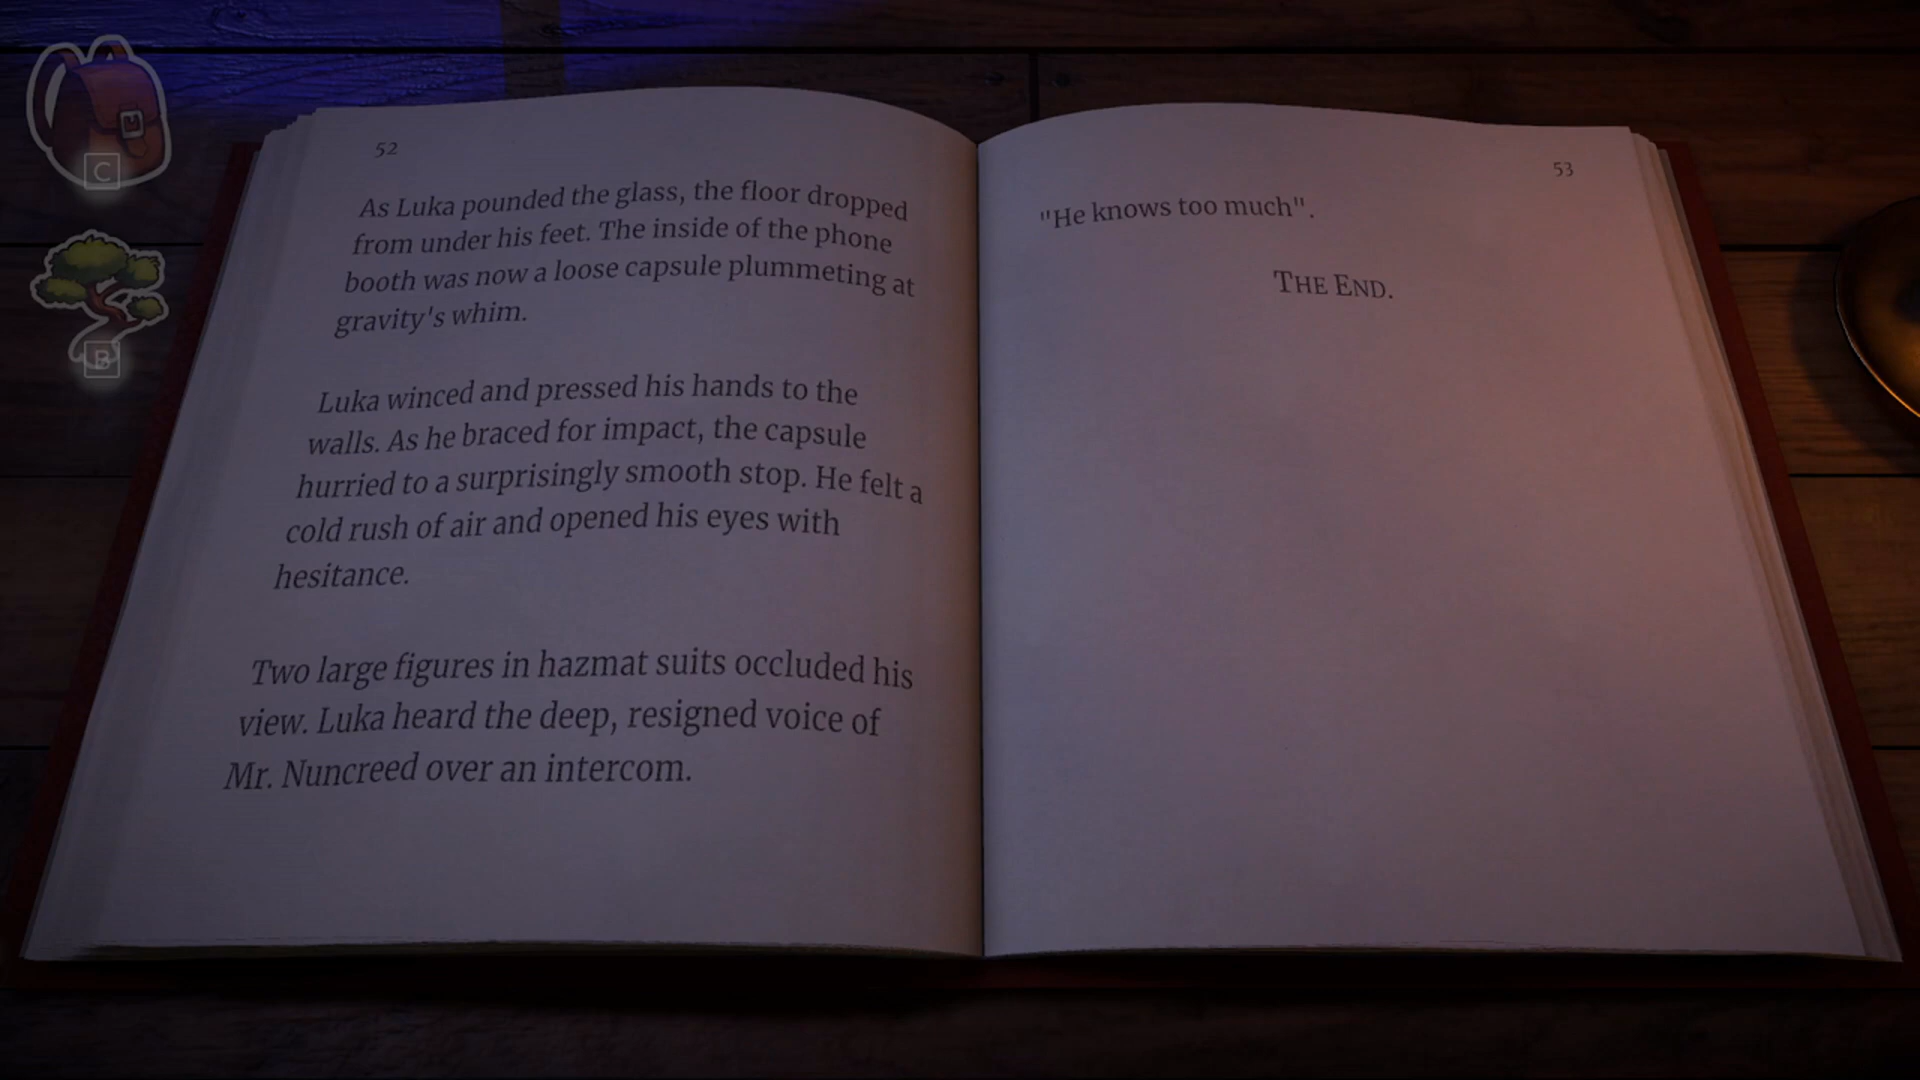 C
B
52
As Luka pounded the glass, the floor dropped
from under his feet. The inside of the phone
booth was now a loose capsule plummeting at
gravity's whim.
Luka winced and pressed his hands to the
walls. As he braced for impact, the capsule
hurried to a surprisingly smooth stop. He felt a
cold rush of air and opened his eyes with
hesitance.
Two large figures in hazmat suits occluded his
view. Luka heard the deep, resigned voice of
Mr. Nuncreed over an intercom.
53
"He knows too much".
THE END.